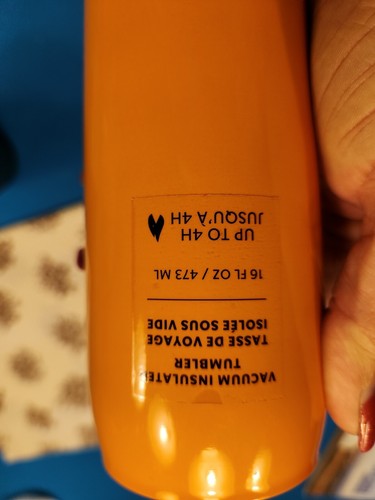 VACUUM INSULATED
TUMBLER
TASSE DE VOYAGE
ISOLÉE SOUS VIDE
16 FL OZ / 473 ML
UP TO 4H
JUSQU'À 4H